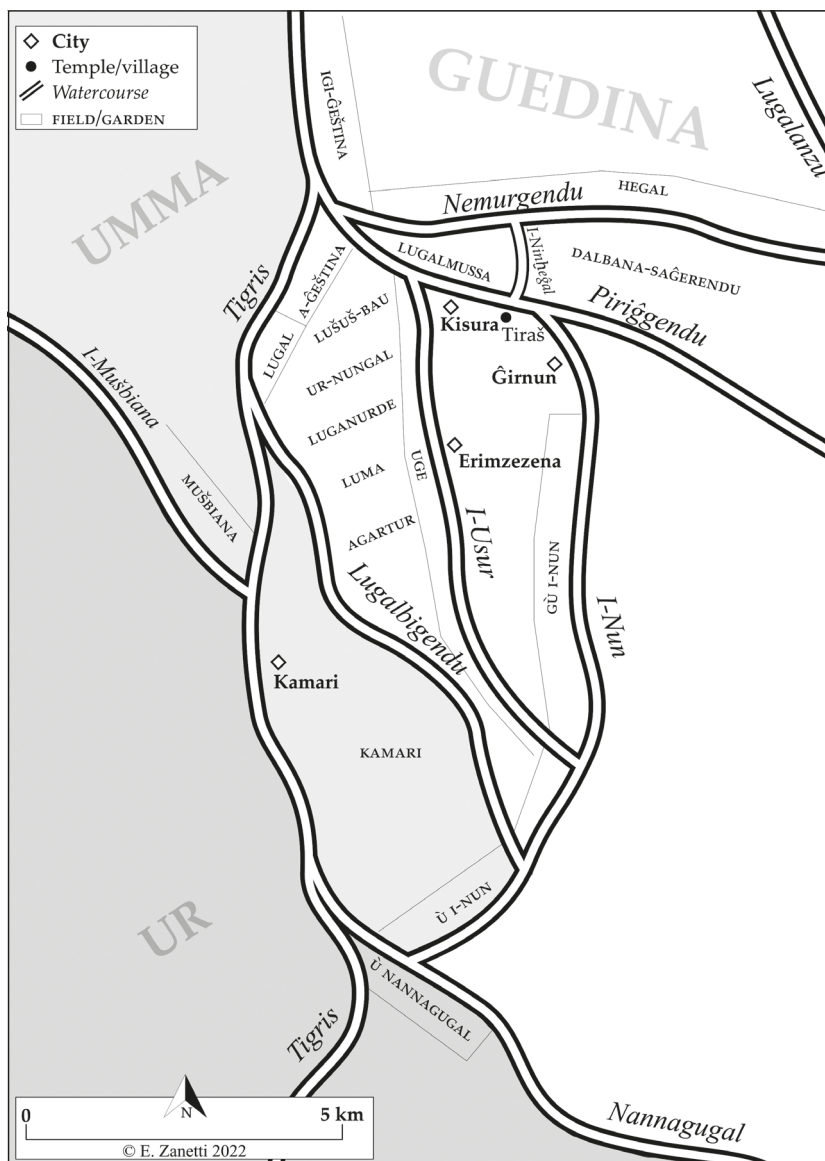 City
Temple/village
Watercourse
FIELD/GARDEN
IGI-ĜEŠTINA
GUEDINA
Lugalanzu
UMMA
Nemurgendu
HEGAL
Tigris
A-ĜEŠTINA
LUGALMUSSA
I-Ninḫeĝal
DALBANA-SAĜERENDU
Piriĝgendu
LUGAL
LUŠUŠ-BAU
Kisura
Tiraš
I-Mušbiana
UR-NUNGAL
Ĝirnun
LUGANURDE
UGE
Erimzezena
MUŠBIANA
LUMA
I-Usur
AGARTUR
GÙ I-NUN
I-Nun
Lugalbigendu
Kamari
KAMARI
Ù I-NUN
UR
Ù NANNAGUGAL
Tigris
Nannagugal
N
0 5 km
© E. Zanetti 2022